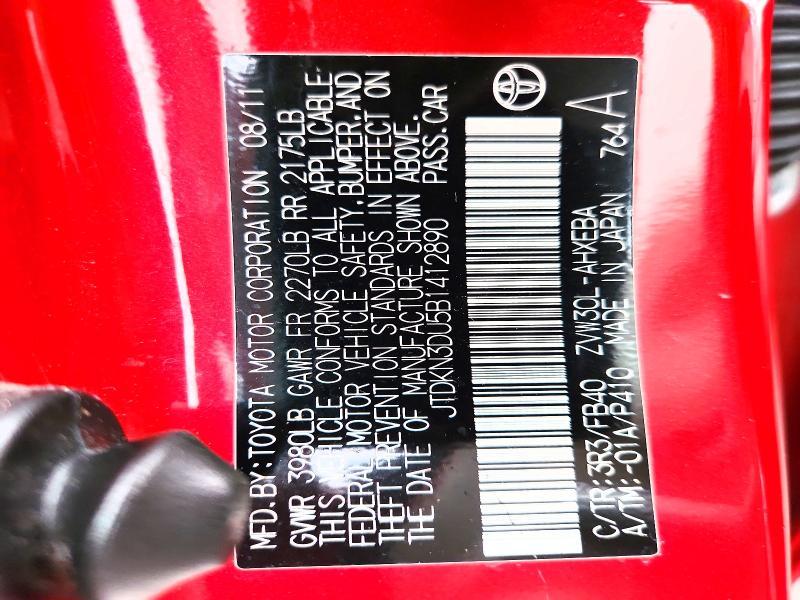 MFD.BY:TOYOTA MOTOR CORPORATION 08/11
GVWR 3980LB GAWR FR 2270LB RR 2175LB
THIS VEHICLE CONFORMS TO ALL APPLICABLE
FEDERAL MOTOR VEHICLE SAFETY,BUMPER,AND
THEFT PREVENTION STANDARDS IN EFFECT ON
THE DATE OF MANUFACTURE SHOWN ABOVE.
JTDKN3DU5B1412890 PASS.CAR
C/TR:3R3/FB40 ZVW30L-AHXEBA
A/TM:-01A/P410 MADE IN JAPAN 764A